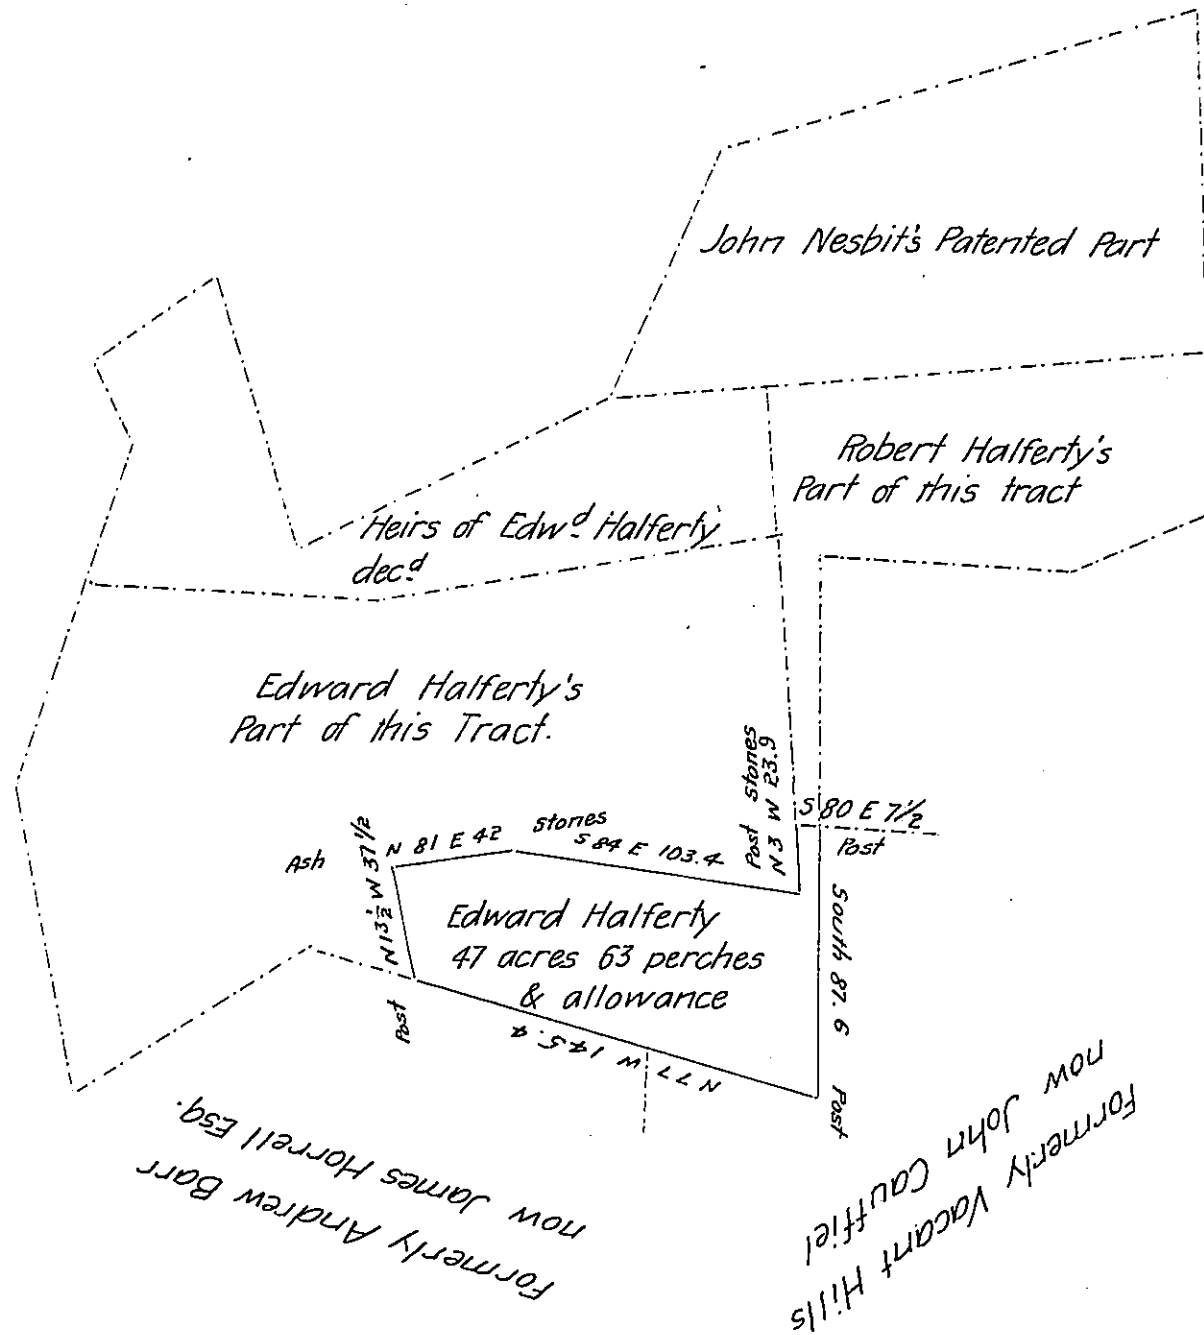 John Nesbit's Patented Part
Robert Halferty's
Part of this tract
Heirs of Edwd Halferty
decd
Edward Halferty's
Part of this Tract.
Post Stones
N 3 W 23.9
S 80 E 7½
Post
Stones
N 81 E 42
S 84 E 103.4
Ash
N 13½ W 37½
Edward Halferty
47 acres 63 perches
& allowance
South 87.6
Post
Post
N 77 W 145.4
Formerly Andrew Barr
now James Horrell Esq.
Formerly Vacant Hills
now John Cauffiel